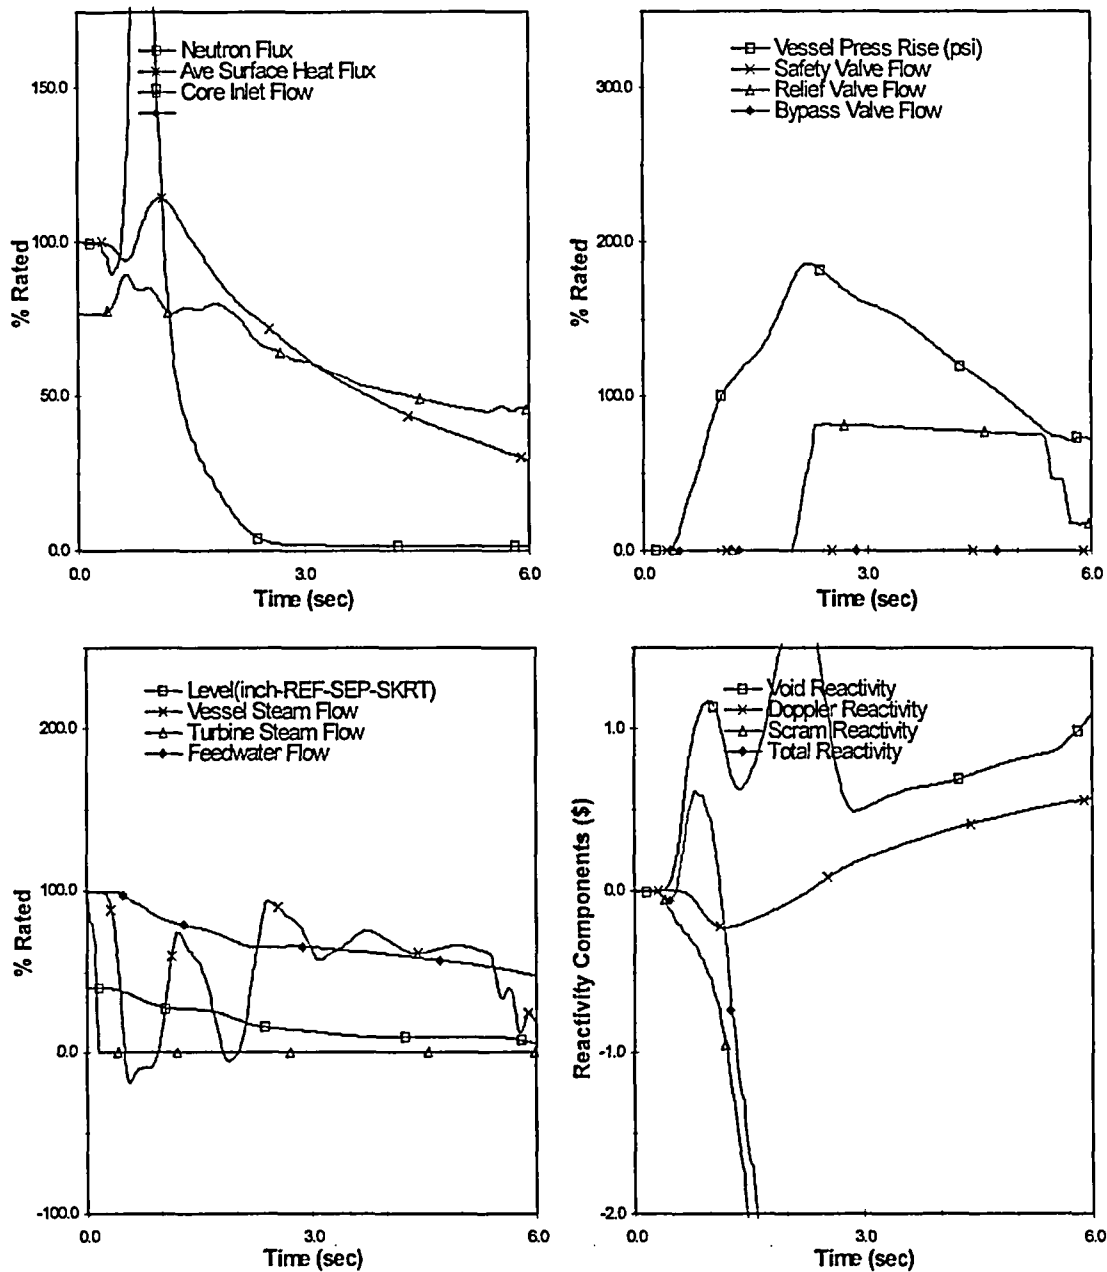 150.0
100.0
50.0
0.0
% Rated
Neutron Flux
Ave Surface Heat Flux
Core Inlet Flow
0.0
3.0
6.0
Time (sec)
300.0
200.0
100.0
0.0
% Rated
Vessel Press Rise (psi)
Safety Valve Flow
Relief Valve Flow
Bypass Valve Flow
0.0
3.0
6.0
Time (sec)
200.0
100.0
0.0
-100.0
% Rated
Level(inch-REF-SEP-SKRT)
Vessel Steam Flow
Turbine Steam Flow
Feedwater Flow
0.0
3.0
6.0
Time (sec)
1.0
0.0
-1.0
-2.0
Reactivity Components ($)
Void Reactivity
Doppler Reactivity
Scram Reactivity
Total Reactivity
0.0
3.0
6.0
Time (sec)